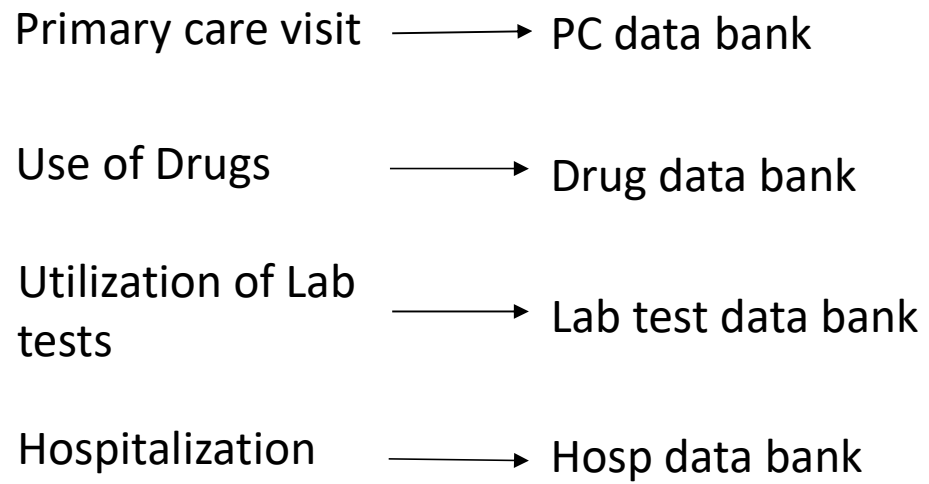 Primary care visit
PC data bank
Use of Drugs
Drug data bank
Utilization of Lab
tests
Lab test data bank
Hospitalization
Hosp data bank